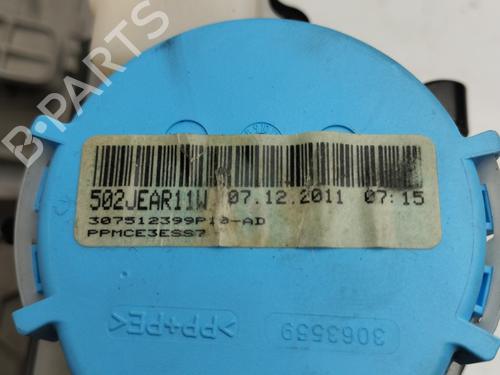 B-PARTS
502JEAR11W 07.12.2011 07:15
307512399P10-AD
PPMCE3ESS7
>PP+PE<
3063559